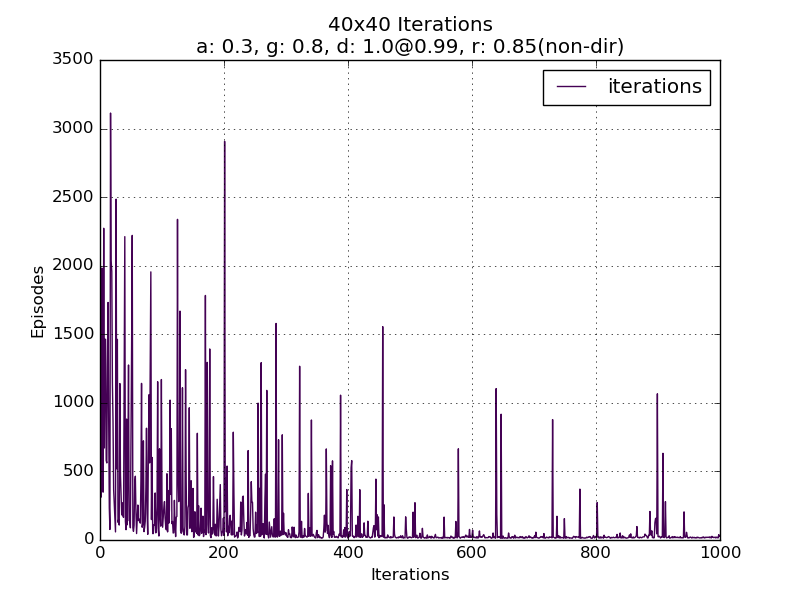 40x40 Iterations
a: 0.3, g: 0.8, d: 1.0@0.99, r: 0.85(non-dir)
iterations
3500
3000
2500
2000
1500
1000
500
0
Episodes
0 200 400 600 800 1000
Iterations